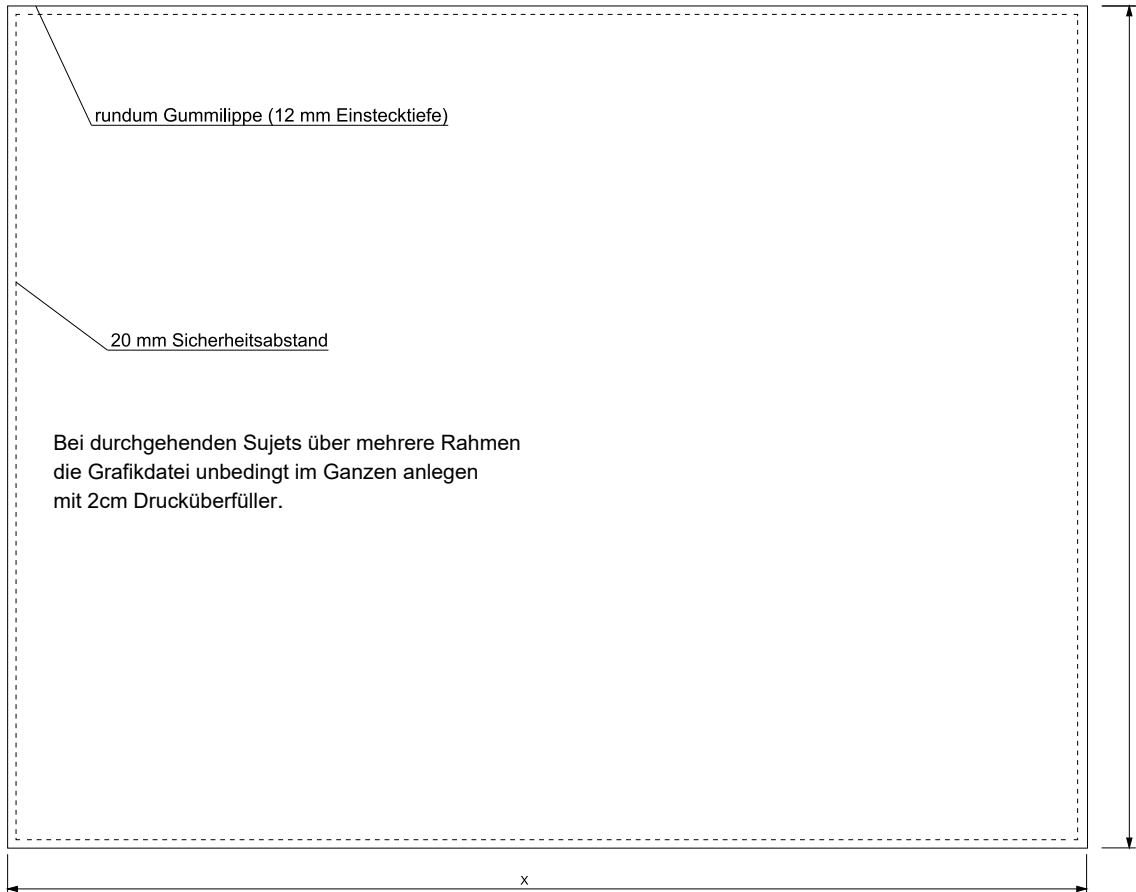 rundum Gummilippe (12 mm Einstecktiefe)
20 mm Sicherheitsabstand
Bei durchgehenden Sujets über mehrere Rahmen
die Grafikdatei unbedingt im Ganzen anlegen
mit 2cm Drucküberfüller.
x